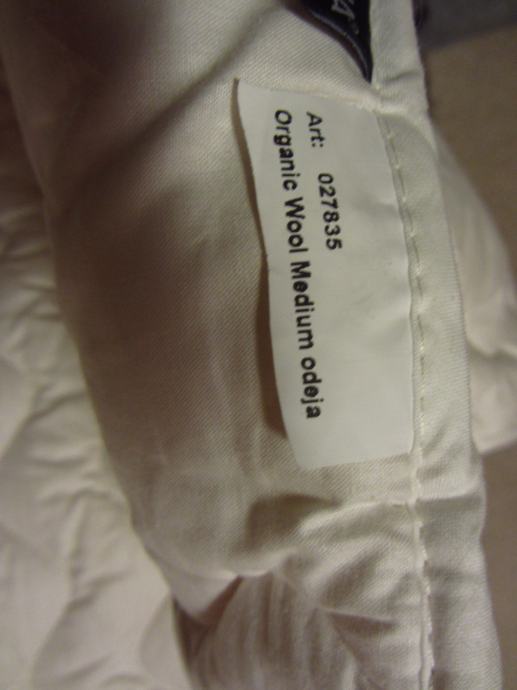 Art: 027835
Organic Wool Medium odeja